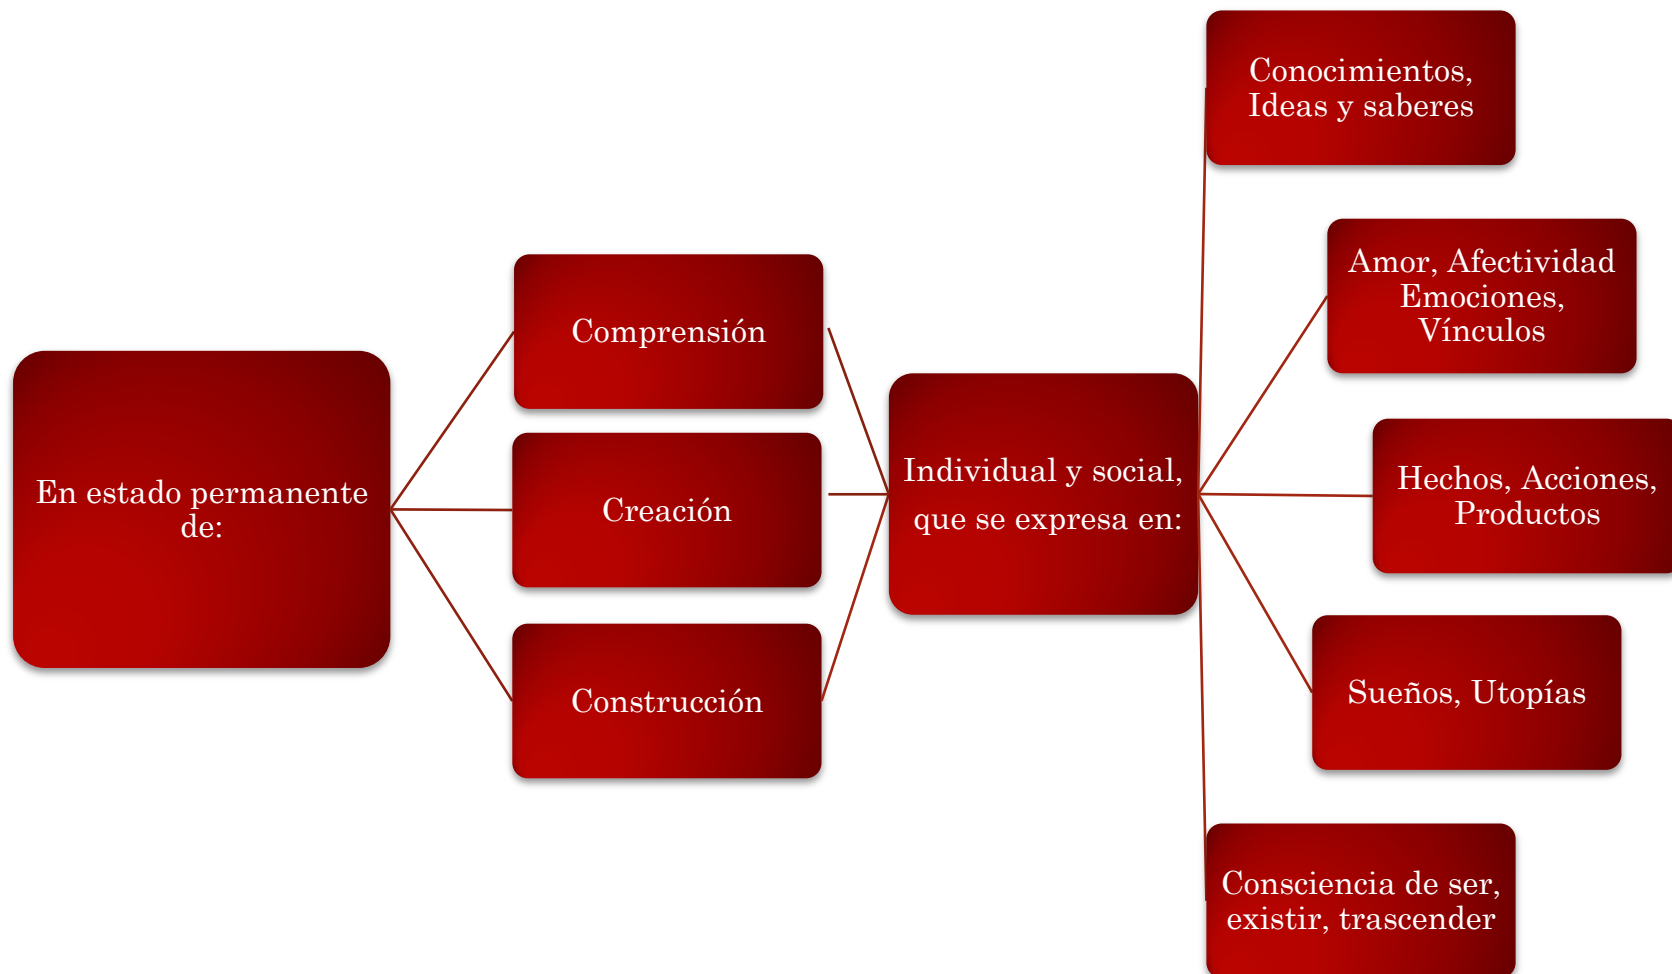 En estado permanente
de:
Comprensión
Creación
Construcción
Individual y social,
que se expresa en:
Conocimientos,
Ideas y saberes
Amor, Afectividad
Emociones,
Vínculos
Hechos, Acciones,
Productos
Sueños, Utopías
Consciencia de ser,
existir, trascender